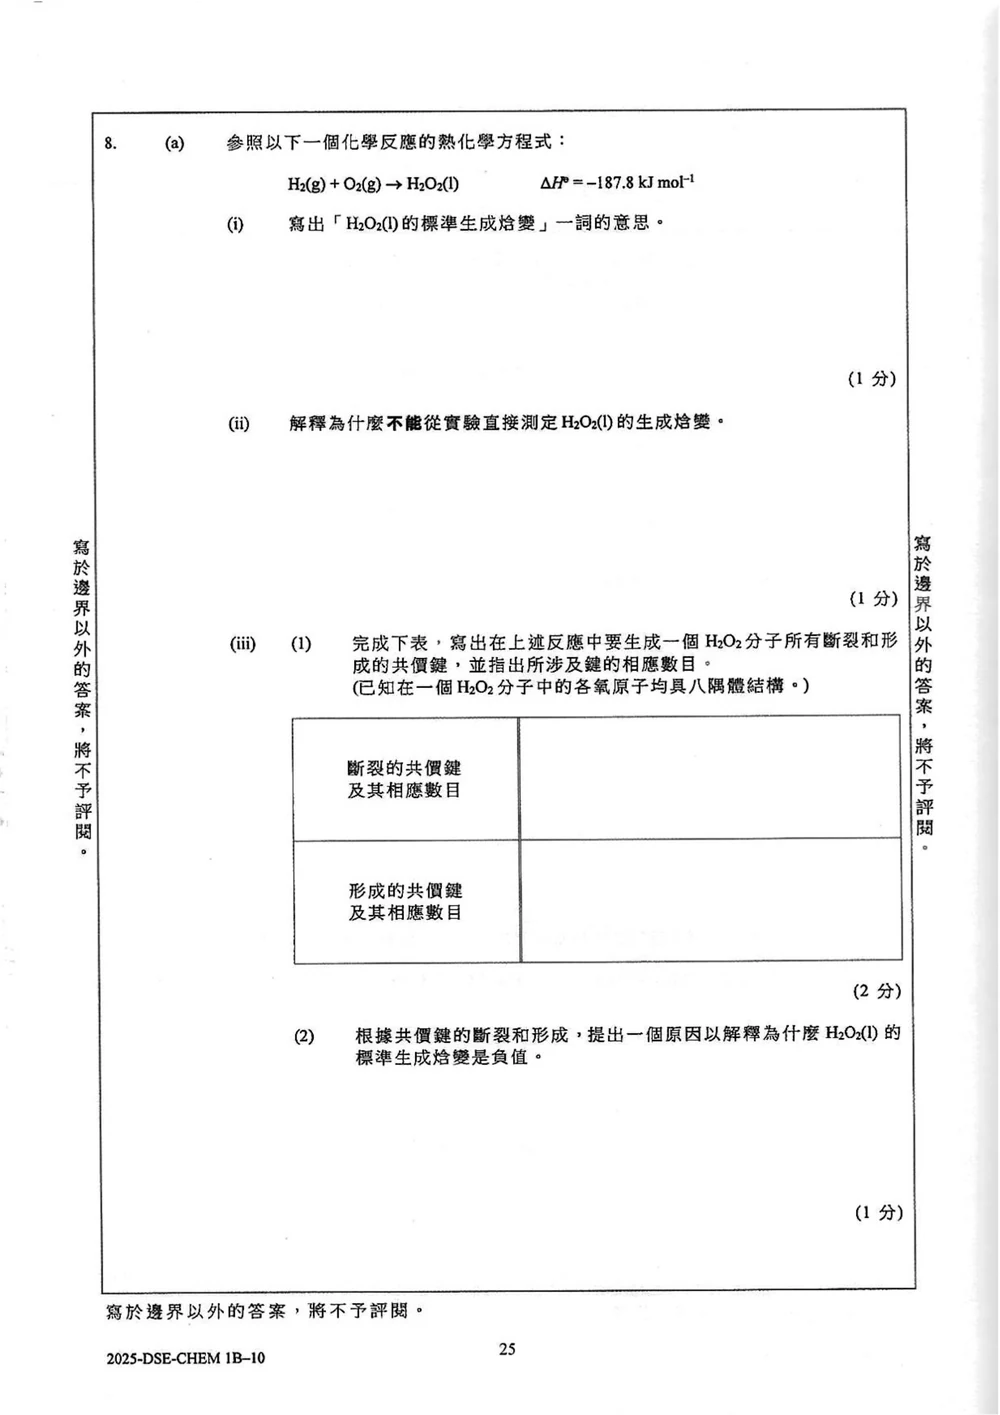 8. (a) 參照以下一個化學反應的熱化學方程式：
H₂(g) + O₂(g) → H₂O₂(l) ΔH° = –187.8 kJ mol⁻¹
(i) 寫出「H₂O₂(l)的標準生成焓變」一詞的意思。
(1 分)
(ii) 解釋為什麼不能從實驗直接測定H₂O₂(l)的生成焓變。
(1 分)
(iii) (1) 完成下表，寫出在上述反應中要生成一個 H₂O₂分子所有斷裂和形
成的共價鍵，並指出所涉及鍵的相應數目。
(已知在一個H₂O₂分子中的各氧原子均具八隅體結構。)
斷裂的共價鍵
及其相應數目
形成的共價鍵
及其相應數目
(2 分)
(2) 根據共價鍵的斷裂和形成，提出一個原因以解釋為什麼 H₂O₂(l) 的
標準生成焓變是負值。
(1 分)
寫於邊界以外的答案，將不予評閱。
寫於邊界以外的答案，將不予評閱。
寫於邊界以外的答案，將不予評閱。
2025-DSE-CHEM 1B–10
25